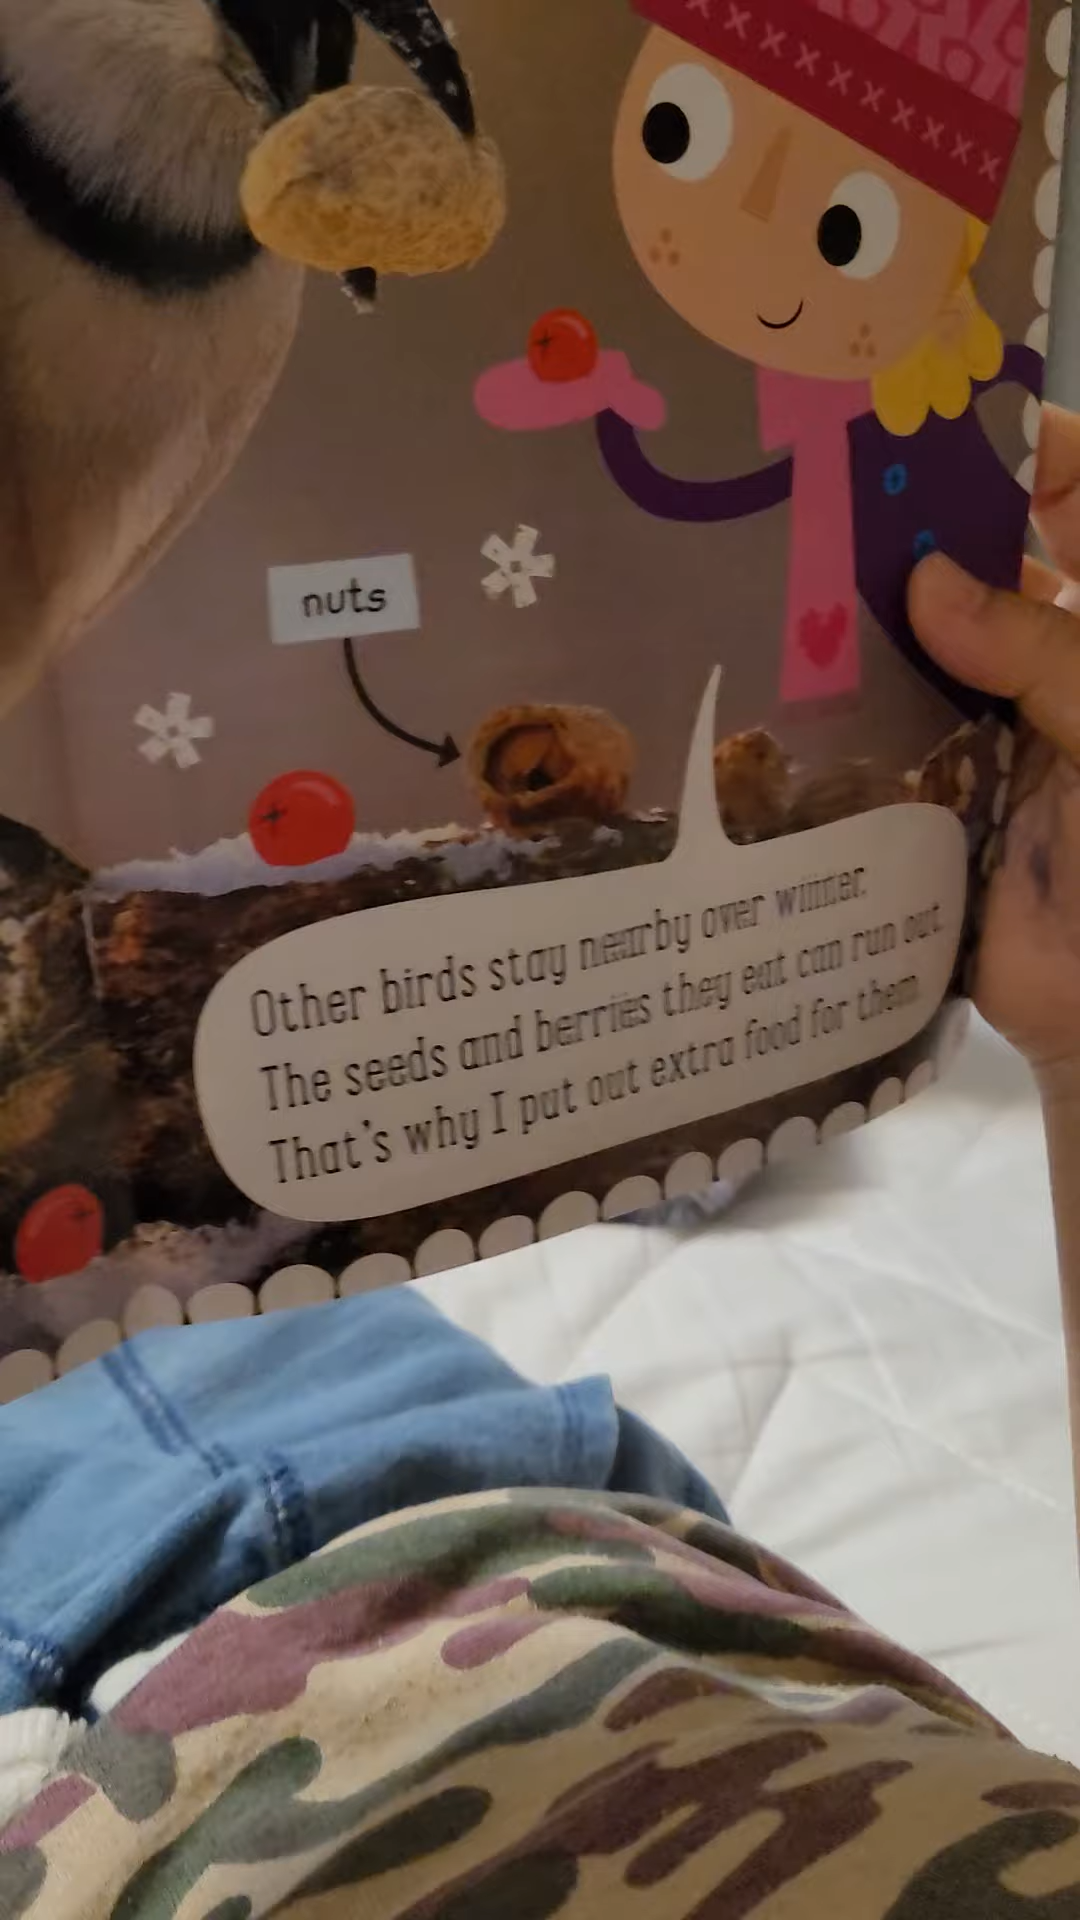 nuts
Other birds stay nearby over winter.
The seeds and berries they eat can run out.
That's why I put out extra food for them.